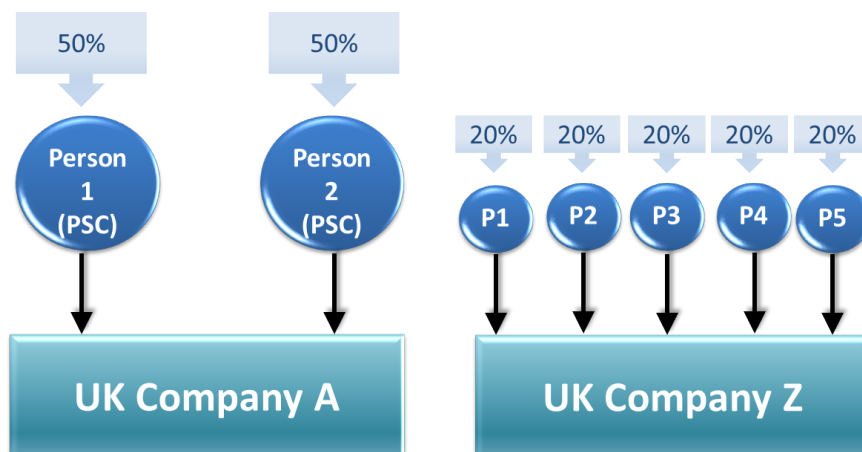 50%
50%
Person
1
(PSC)
Person
2
(PSC)
UK Company A
20%
20%
20%
20%
20%
P1
P2
P3
P4
P5
UK Company Z